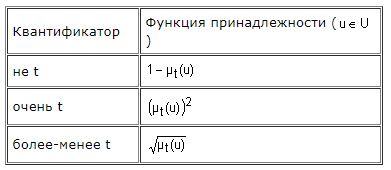 Квантификатор Функция принадлежности ( u ∈ U
)
не t 1 − μt(u)
очень t (μt(u))²
более-менее t √μt(u)